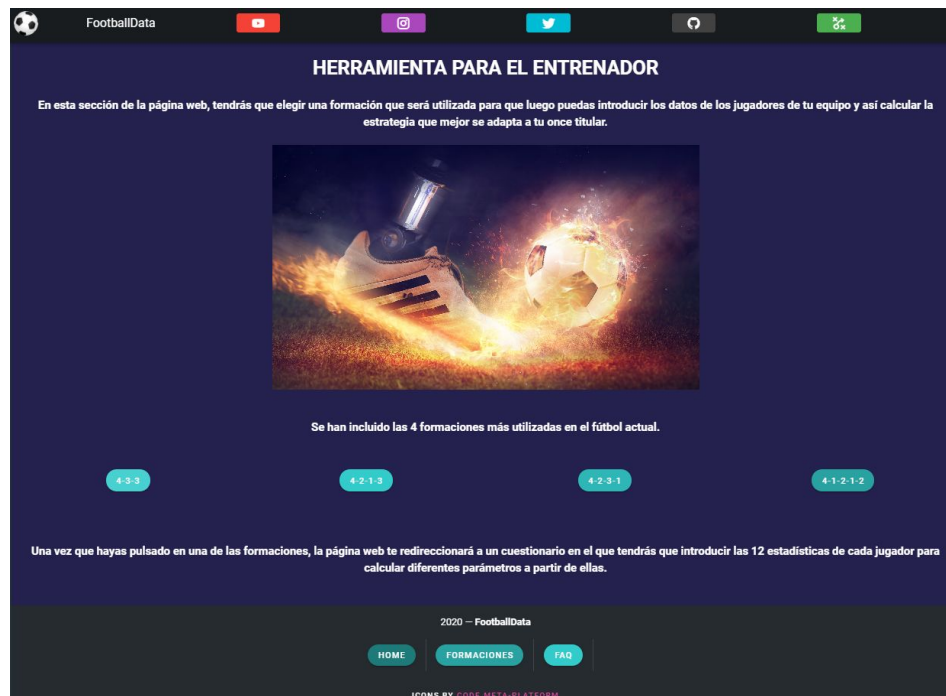 FootballData
HERRAMIENTA PARA EL ENTRENADOR
En esta sección de la página web, tendrás que elegir una formación que será utilizada para que luego puedas introducir los datos de los jugadores de tu equipo y así calcular la
estrategia que mejor se adapta a tu once titular.
Se han incluido las 4 formaciones más utilizadas en el fútbol actual.
4-3-3
4-2-1-3
4-2-3-1
4-1-2-1-2
Una vez que hayas pulsado en una de las formaciones, la página web te redireccionará a un cuestionario en el que tendrás que introducir las 12 estadísticas de cada jugador para
calcular diferentes parámetros a partir de ellas.
2020 — FootballData
HOME
FORMACIONES
FAQ
ICONS BY CODE META-PLATFORM